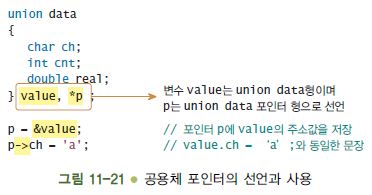 union data
{
char ch;
int cnt;
double real;
} value, *p ;
변수 value는 union data형이며
p는 union data 포인터 형으로 선언
p = &value; // 포인터 p에 value의 주소값을 저장
p->ch = 'a'; // value.ch = ‘a’ ;와 동일한 문장
그림 11-21 ● 공용체 포인터의 선언과 사용